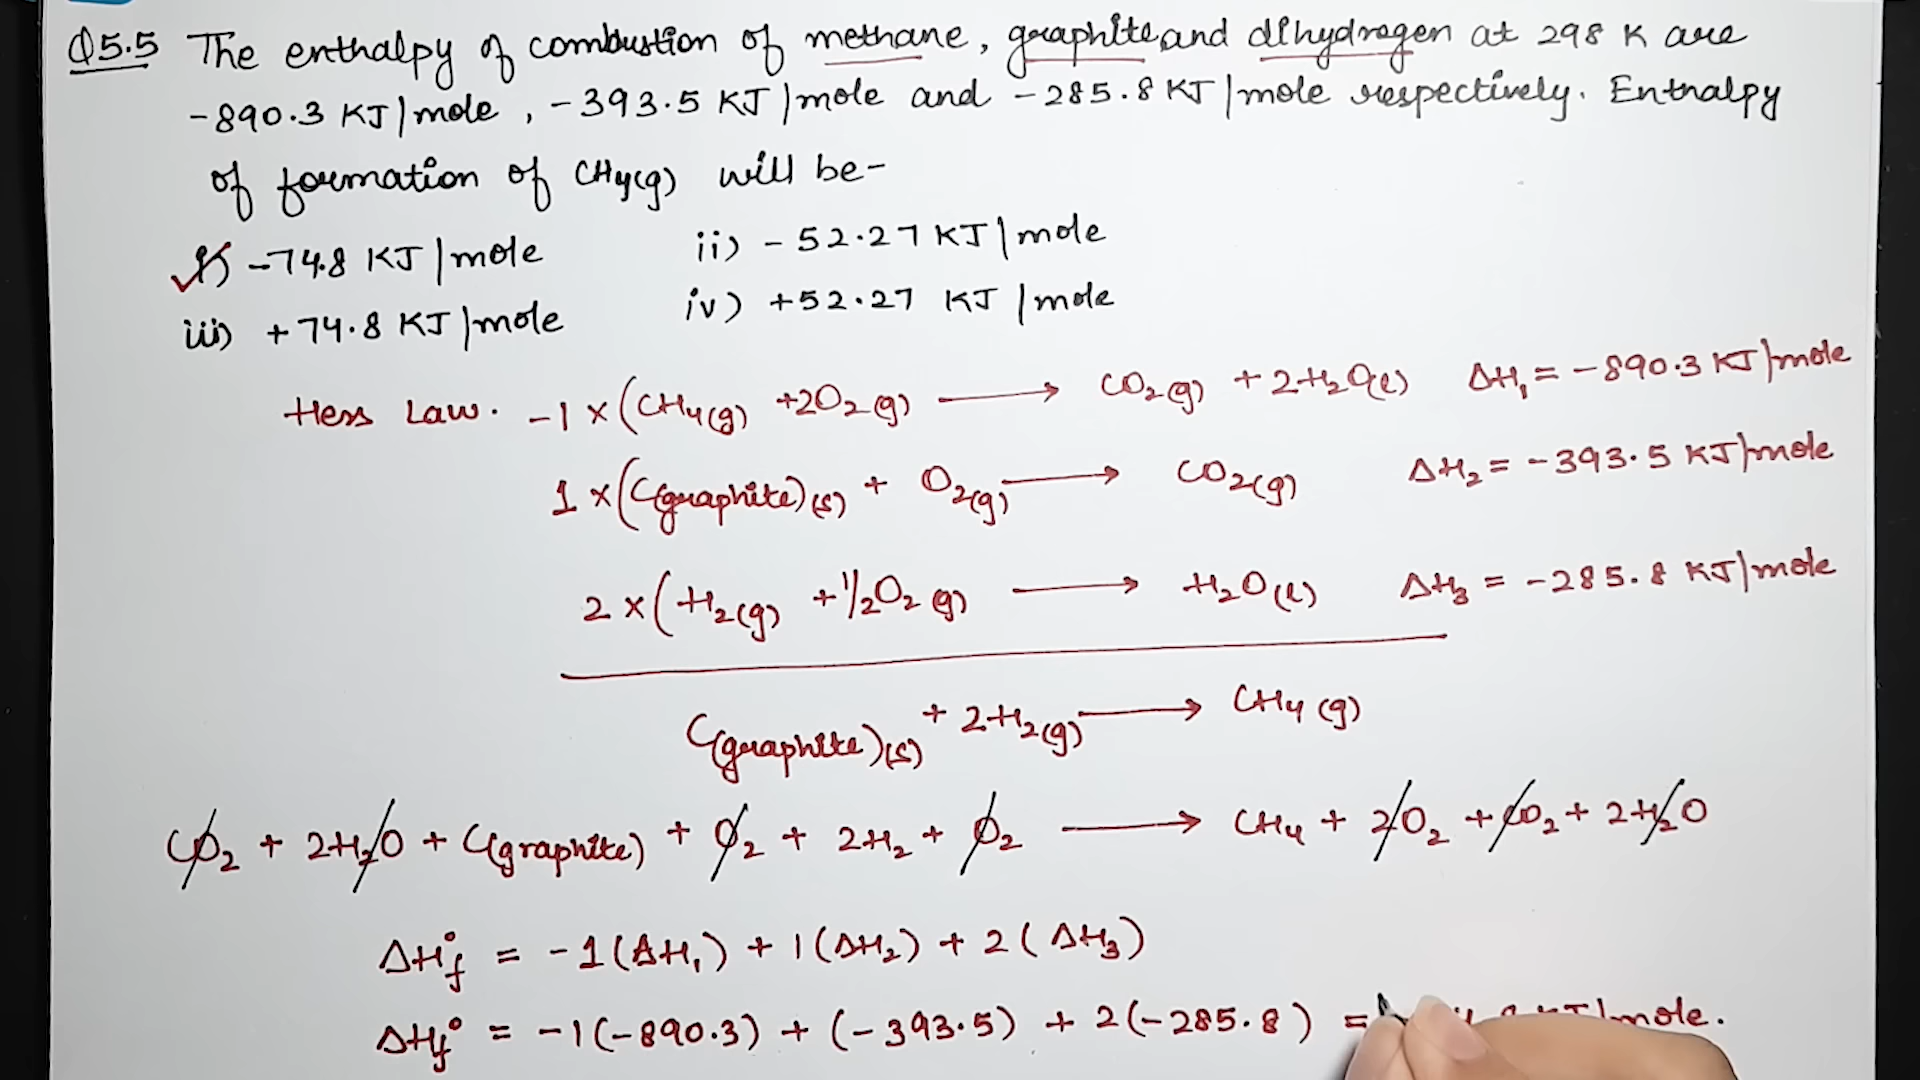 Q5.5 The enthalpy of combustion of methane, graphite and dihydrogen at 298 K are
-890.3 KJ/mole, -393.5 KJ/mole and -285.8 KJ/mole respectively. Enthalpy
of formation of CH4(g) will be-
i) -74.8 KJ/mole ii) -52.27 KJ/mole
iii) +74.8 KJ/mole iv) +52.27 KJ/mole
Hess Law. -1 × (CH4(g) + 2O2(g) → CO2(g) + 2H2O(l) ΔH1 = -890.3 KJ/mole
1 × (C(graphite)(s) + O2(g) → CO2(g) ΔH2 = -393.5 KJ/mole
2 × (H2(g) + 1/2O2(g) → H2O(l) ΔH3 = -285.8 KJ/mole
C(graphite)(s) + 2H2(g) → CH4(g)
CO2 + 2H2O + C(graphite) + O2 + 2H2 + O2 → CH4 + 2O2 + CO2 + 2H2O
ΔH°f = -1(ΔH1) + 1(ΔH2) + 2(ΔH3)
ΔHf° = -1(-890.3) + (-393.5) + 2(-285.8) = KJ/mole.